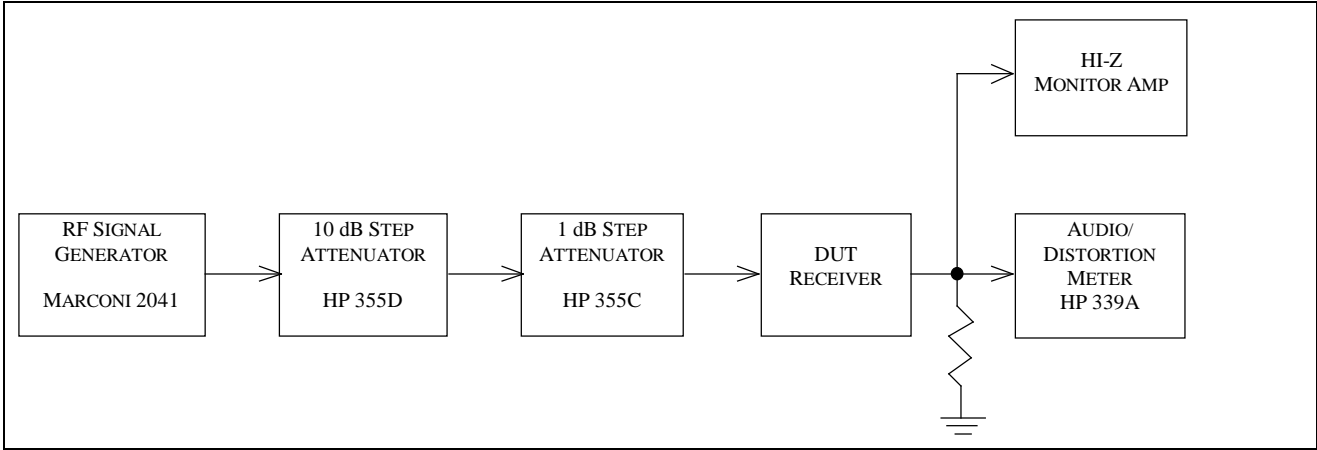 HI-Z
MONITOR AMP
RF SIGNAL
GENERATOR
MARCONI 2041
10 dB STEP
ATTENUATOR
HP 355D
1 dB STEP
ATTENUATOR
HP 355C
DUT
RECEIVER
AUDIO/
DISTORTION
METER
HP 339A